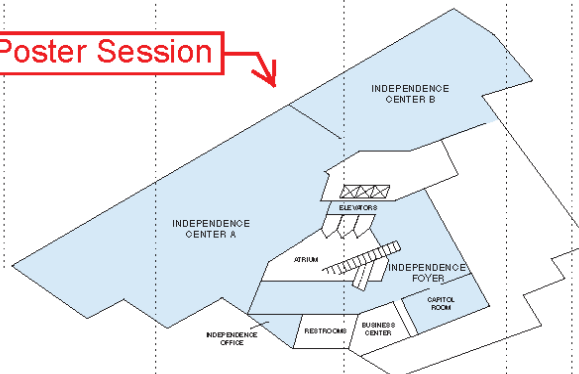 Poster Session
INDEPENDENCE
CENTER B
ELEVATORS
INDEPENDENCE
CENTER A
ATRIUM
INDEPENDENCE
FOYER
CAPITOL
ROOM
INDEPENDENCE
OFFICE
RESTROOMS
BUSINESS
CENTER